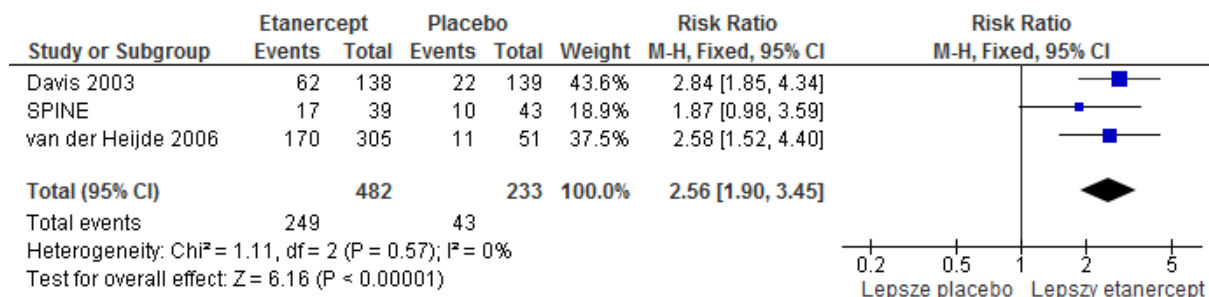 Etanercept Placebo Risk Ratio Risk Ratio
Study or Subgroup Events Total Events Total Weight M-H, Fixed, 95% CI M-H, Fixed, 95% CI
Davis 2003 62 138 22 139 43.6% 2.84 [1.85, 4.34]
SPINE 17 39 10 43 18.9% 1.87 [0.98, 3.59]
van der Heijde 2006 170 305 11 51 37.5% 2.58 [1.52, 4.40]
Total (95% CI) 482 233 100.0% 2.56 [1.90, 3.45]
Total events 249 43
Heterogeneity: Chi² = 1.11, df = 2 (P = 0.57); I² = 0%
Test for overall effect: Z = 6.16 (P < 0.00001)
0.2 0.5 1 2 5
Lepsze placebo Lepszy etanercept